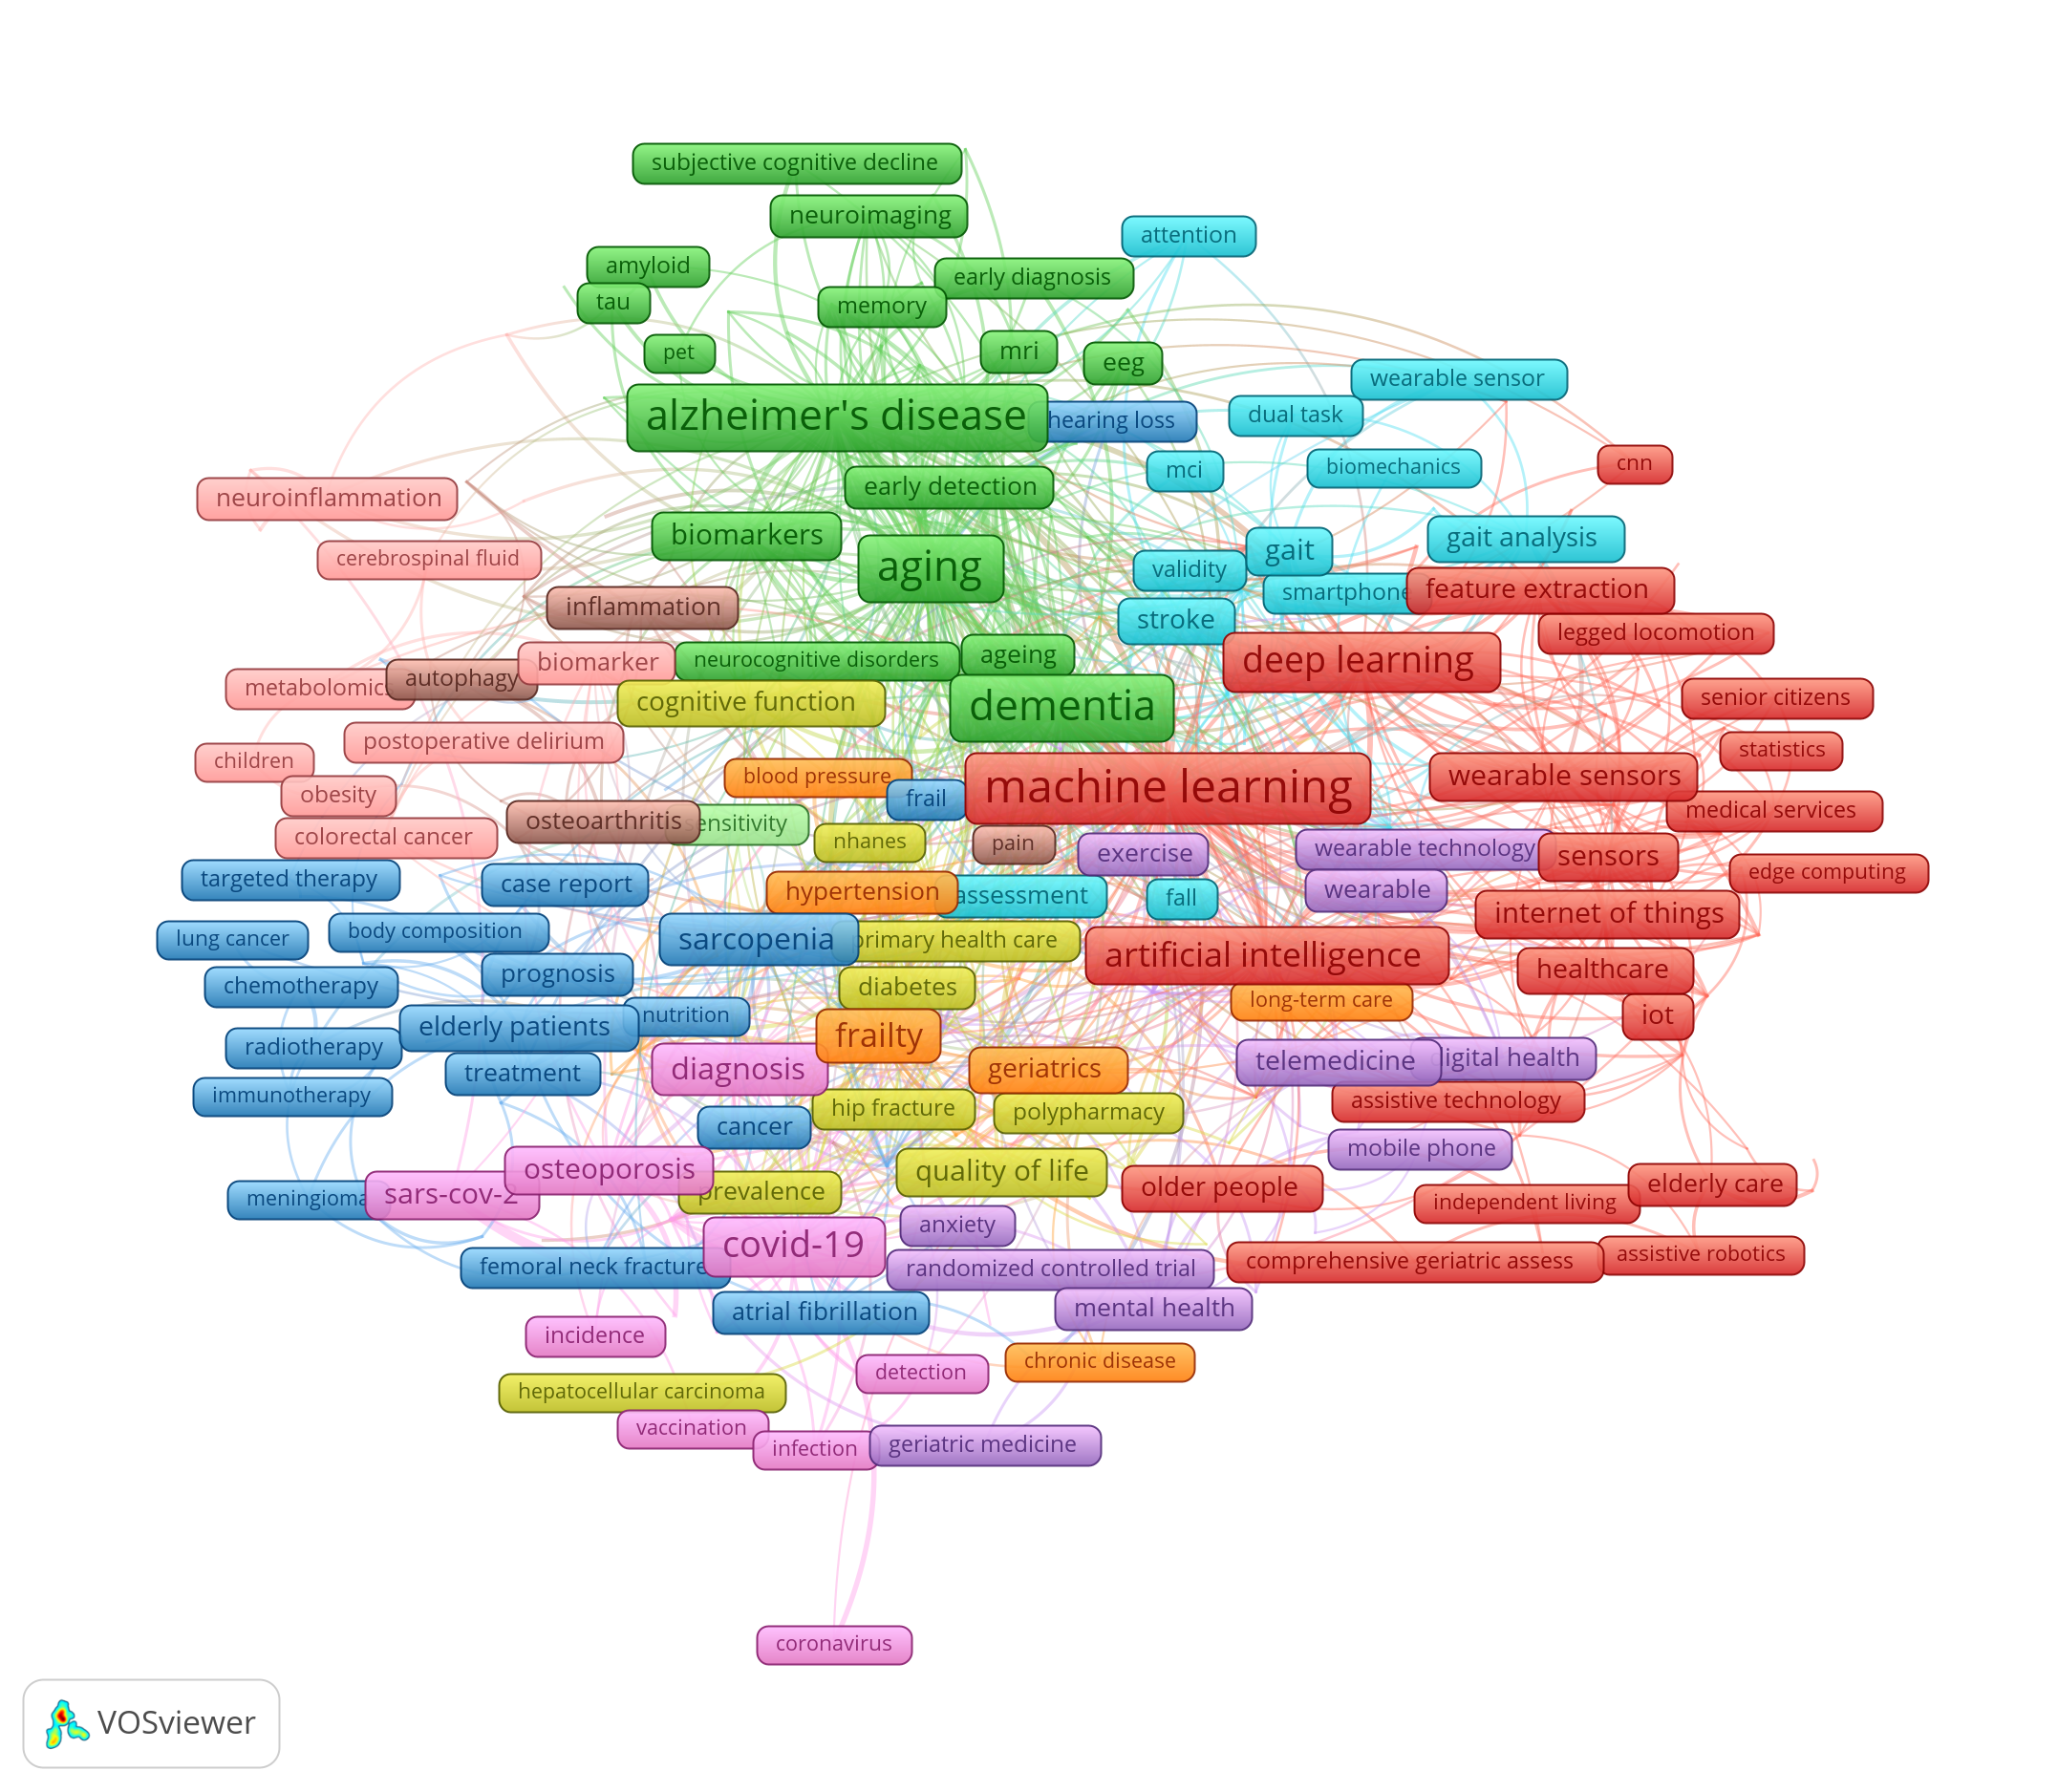 subjective cognitive decline
neuroimaging
attention
amyloid
early diagnosis
tau
memory
pet
mri
eeg
wearable sensor
alzheimer's disease
hearing loss
dual task
mci
biomechanics
cnn
early detection
neuroinflammation
biomarkers
gait
gait analysis
cerebrospinal fluid
aging
validity
smartphone
feature extraction
inflammation
stroke
legged locomotion
biomarker
neurocognitive disorders
ageing
deep learning
metabolomics
autophagy
cognitive function
dementia
senior citizens
postoperative delirium
statistics
children
blood pressure
machine learning
wearable sensors
obesity
frail
medical services
colorectal cancer
osteoarthritis
sensitivity
nhanes
pain
exercise
wearable technology
sensors
targeted therapy
case report
hypertension
assessment
fall
wearable
edge computing
internet of things
lung cancer
body composition
sarcopenia
primary health care
artificial intelligence
healthcare
chemotherapy
prognosis
diabetes
long-term care
iot
elderly patients
nutrition
frailty
radiotherapy
treatment
diagnosis
geriatrics
telemedicine
digital health
immunotherapy
hip fracture
polypharmacy
assistive technology
cancer
mobile phone
osteoporosis
quality of life
meningioma
sars-cov-2
prevalence
older people
independent living
elderly care
covid-19
anxiety
femoral neck fracture
randomized controlled trial
comprehensive geriatric assess
assistive robotics
atrial fibrillation
mental health
incidence
detection
chronic disease
hepatocellular carcinoma
vaccination
infection
geriatric medicine
coronavirus
VOSviewer